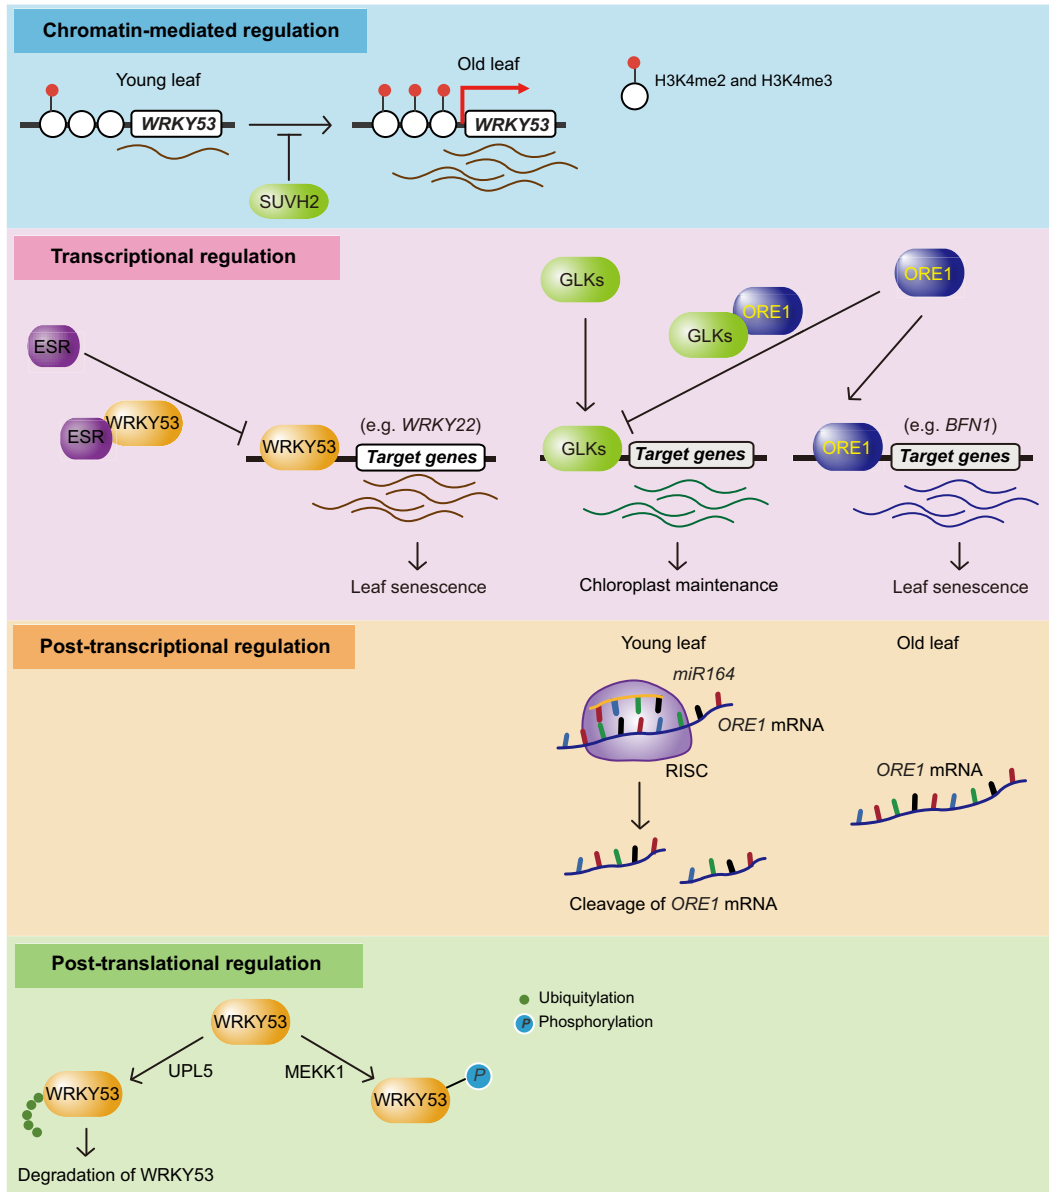 Chromatin-mediated regulation
Young leaf
Old leaf
H3K4me2 and H3K4me3
WRKY53
WRKY53
SUVH2
Transcriptional regulation
GLKs
ORE1
ORE1
GLKs
ESR
WRKY53
ESR
(e.g. WRKY22)
(e.g. BFN1)
WRKY53
Target genes
GLKs
Target genes
ORE1
Target genes
Leaf senescence
Chloroplast maintenance
Leaf senescence
Post-transcriptional regulation
Young leaf
Old leaf
miR164
ORE1 mRNA
RISC
ORE1 mRNA
Cleavage of ORE1 mRNA
Post-translational regulation
Ubiquitylation
P Phosphorylation
WRKY53
UPL5
MEKK1
P
WRKY53
WRKY53
Degradation of WRKY53